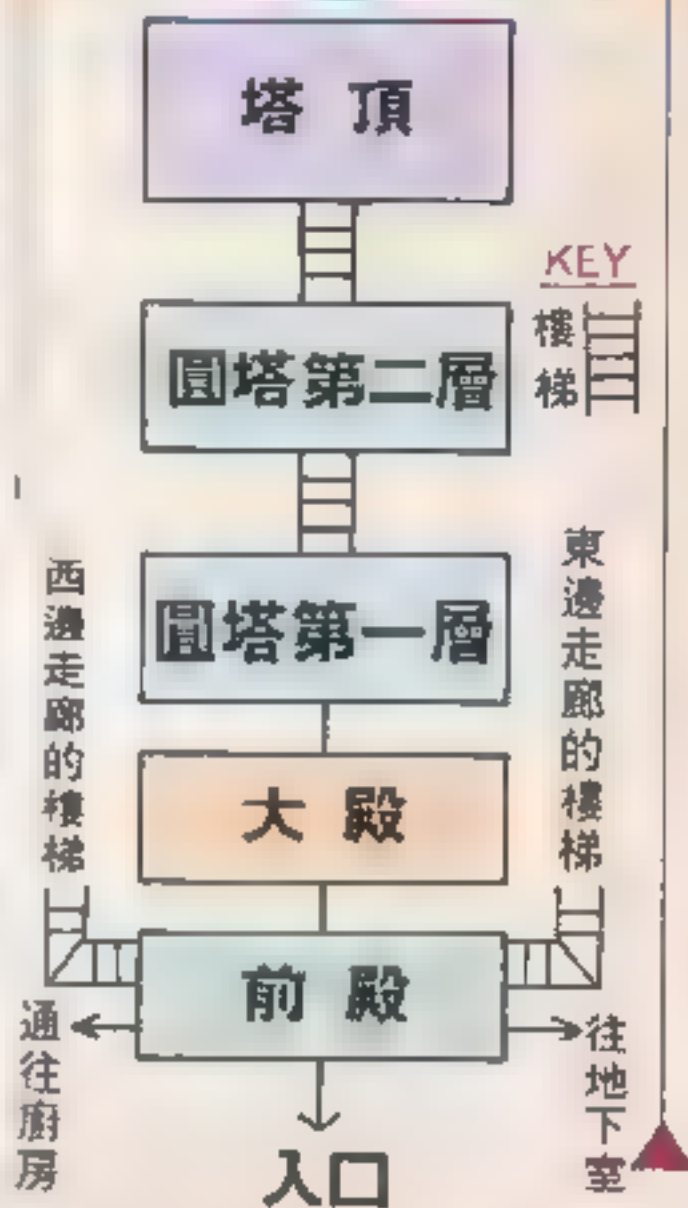 塔頂
KEY
樓梯
圓塔第二層
西邊走廊的樓梯
圓塔第一層
東邊走廊的樓梯
大殿
前殿
通往廚房
往地下室
入口